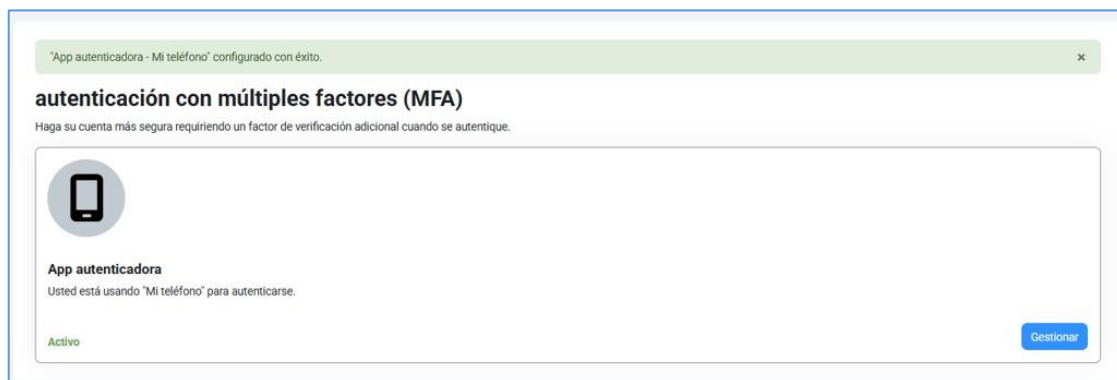 "App autenticadora - Mi teléfono" configurado con éxito. ×
autenticación con múltiples factores (MFA)
Haga su cuenta más segura requiriendo un factor de verificación adicional cuando se autentique.
App autenticadora
Usted está usando "Mi teléfono" para autenticarse.
Activo
Gestionar